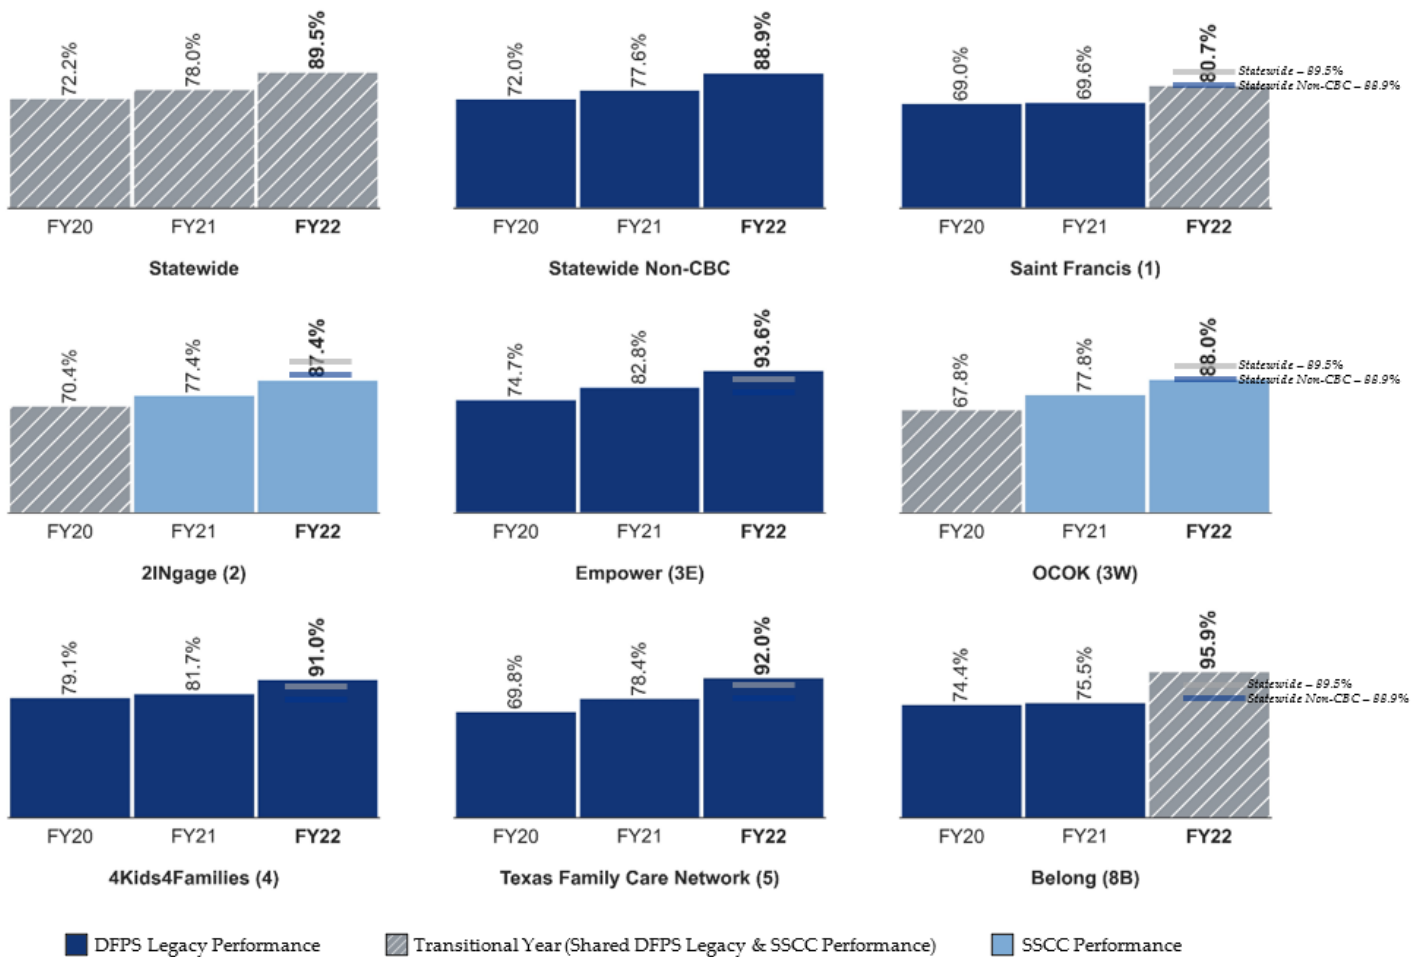 72.2%
78.0%
89.5%
FY20 FY21 FY22
Statewide
72.0%
77.6%
88.9%
FY20 FY21 FY22
Statewide Non-CBC
69.0%
69.6%
80.7%
Statewide – 89.5%
Statewide Non-CBC – 88.9%
FY20 FY21 FY22
Saint Francis (1)
70.4%
77.4%
87.4%
FY20 FY21 FY22
2INgage (2)
74.7%
82.8%
93.6%
FY20 FY21 FY22
Empower (3E)
67.8%
77.8%
88.0%
Statewide – 89.5%
Statewide Non-CBC – 88.9%
FY20 FY21 FY22
OCOK (3W)
79.1%
81.7%
91.0%
FY20 FY21 FY22
4Kids4Families (4)
69.8%
78.4%
92.0%
FY20 FY21 FY22
Texas Family Care Network (5)
74.4%
75.5%
95.9%
Statewide – 89.5%
Statewide Non-CBC – 88.9%
FY20 FY21 FY22
Belong (8B)
DFPS Legacy Performance
Transitional Year (Shared DFPS Legacy & SSCC Performance)
SSCC Performance